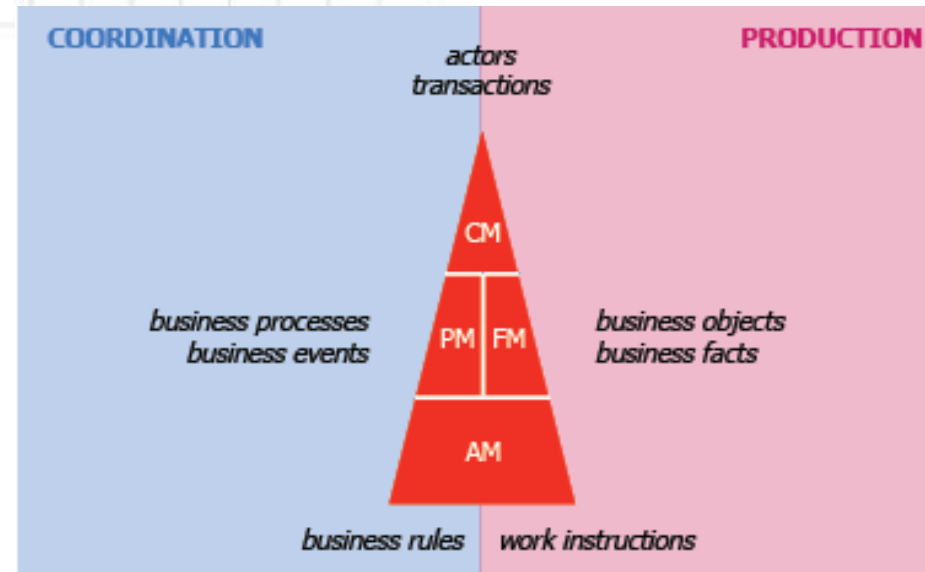 COORDINATION
PRODUCTION
actors
transactions
CM
business processes
business events
PM
FM
business objects
business facts
AM
business rules
work instructions